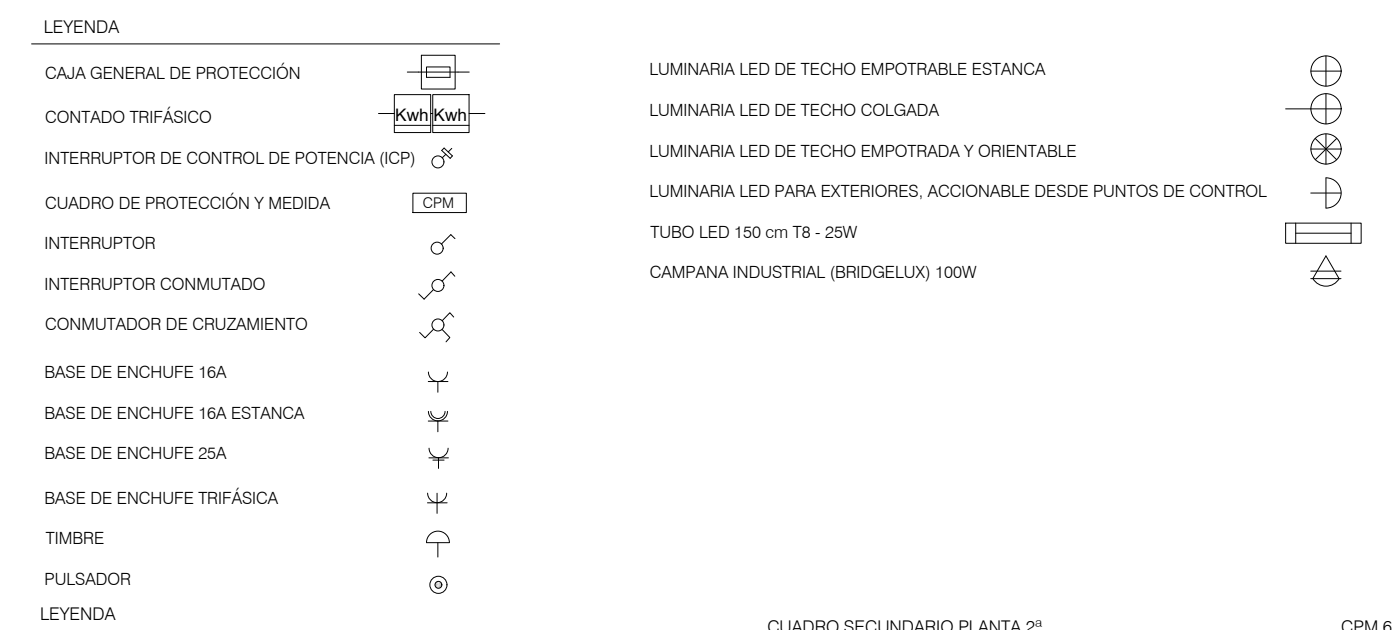 LEYENDA
CAJA GENERAL DE PROTECCIÓN
CONTADO TRIFÁSICO
Kwh Kwh
INTERRUPTOR DE CONTROL DE POTENCIA (ICP)
CUADRO DE PROTECCIÓN Y MEDIDA
CPM
INTERRUPTOR
INTERRUPTOR CONMUTADO
CONMUTADOR DE CRUZAMIENTO
BASE DE ENCHUFE 16A
BASE DE ENCHUFE 16A ESTANCA
BASE DE ENCHUFE 25A
BASE DE ENCHUFE TRIFÁSICA
TIMBRE
PULSADOR
LEYENDA
LUMINARIA LED DE TECHO EMPOTRABLE ESTANCA
LUMINARIA LED DE TECHO COLGADA
LUMINARIA LED DE TECHO EMPOTRADA Y ORIENTABLE
LUMINARIA LED PARA EXTERIORES, ACCIONABLE DESDE PUNTOS DE CONTROL
TUBO LED 150 cm T8 - 25W
CAMPANA INDUSTRIAL (BRIDGELUX) 100W
CUADRO SECUNDARIO PLANTA 2ª
CPM 6